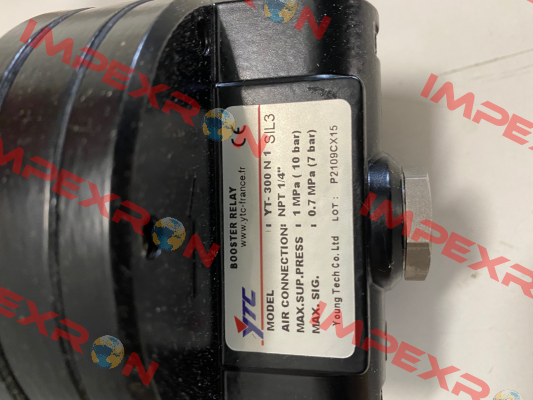 YTC
BOOSTER RELAY
www.ytc-france.fr
CE
MODEL : YT- 300 N 1 SIL3
AIR CONNECTION: NPT 1/4"
MAX.SUP.PRESS : 1 MPa ( 10 bar)
MAX. SIG. : 0.7 MPa (7 bar)
Young Tech Co. Ltd LOT: P2109CX15
IMPEXRON
IMPEXRON
IMPEXRON
IMPEXRON
IMPEXRON
IMPEXRON